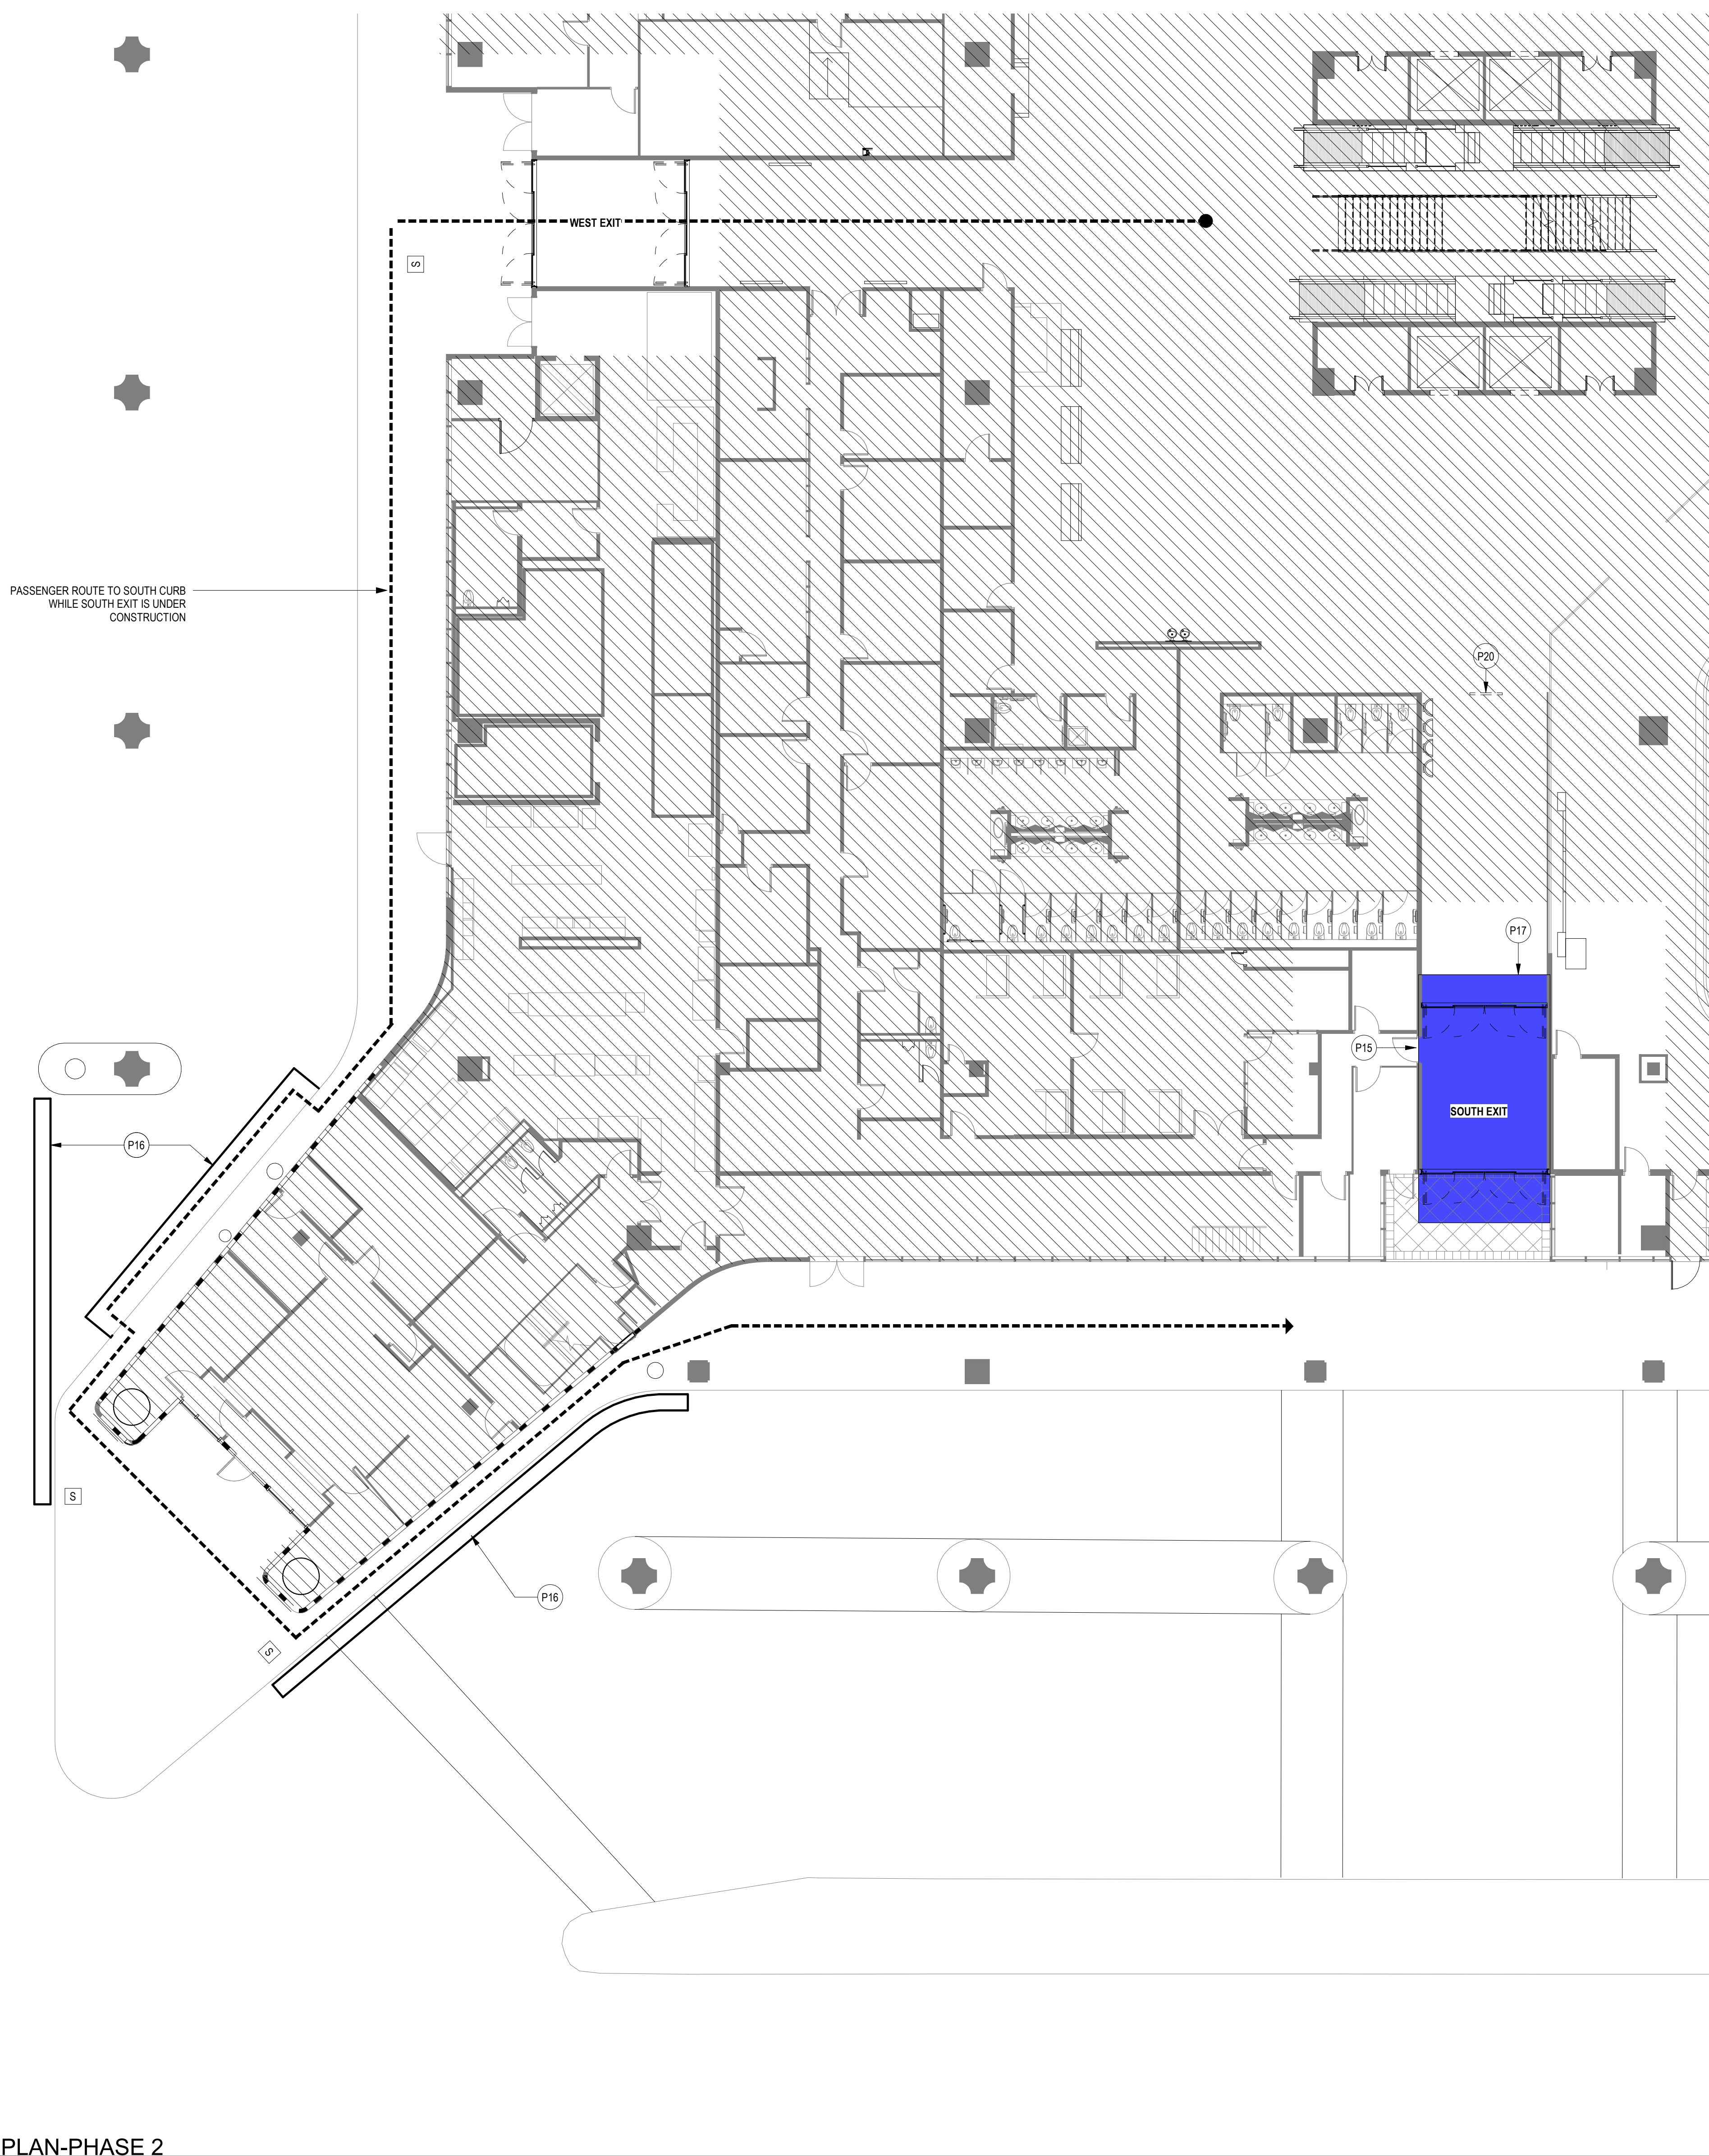 WEST EXIT
S
PASSENGER ROUTE TO SOUTH CURB
WHILE SOUTH EXIT IS UNDER
CONSTRUCTION
P20
P17
P15
SOUTH EXIT
P16
S
P16
S
PLAN-PHASE 2